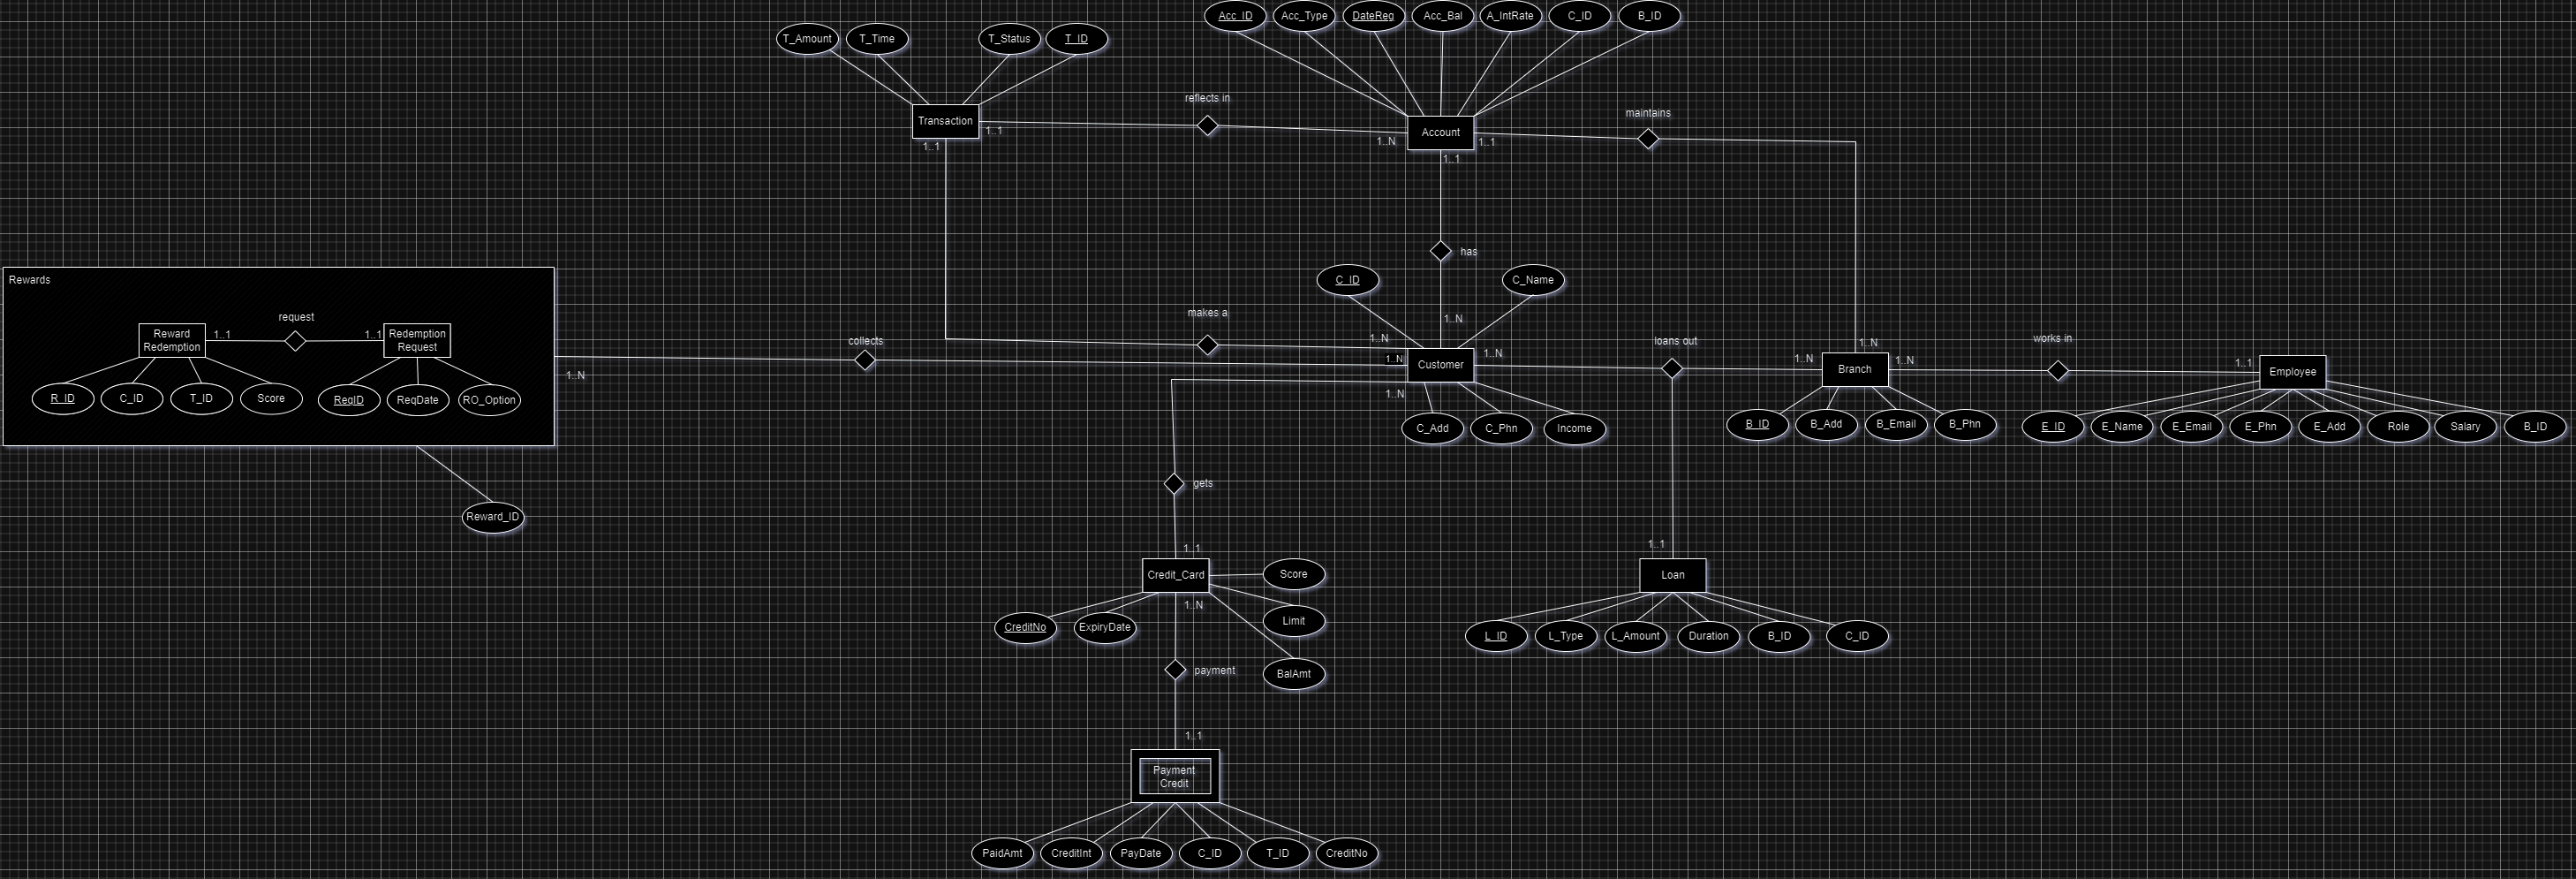 Acc_ID
Acc_Type
DateReg
Acc_Bal
A_IntRate
C_ID
B_ID
T_Amount
T_Time
T_Status
T_ID
reflects in
maintains
Transaction
1..1
1..1
Account
1..N
1..1
1..1
has
Rewards
C_ID
C_Name
request
makes a
1..N
Reward
Redemption
1..1
1..1
Redemption
Request
collects
1..N
1..N
1..N
Customer
1..N
loans out
1..N
1..N
Branch
1..N
works in
1..1
Employee
1..N
R_ID
C_ID
T_ID
Score
ReqID
ReqDate
RO_Option
1..N
C_Add
C_Phn
Income
B_ID
B_Add
B_Email
B_Phn
E_ID
E_Name
E_Email
E_Phn
E_Add
Role
Salary
B_ID
gets
Reward_ID
1..1
1..1
Credit_Card
Score
Loan
1..N
CreditNo
ExpiryDate
Limit
L_ID
L_Type
L_Amount
Duration
B_ID
C_ID
payment
BalAmt
1..1
Payment
Credit
PaidAmt
CreditInt
PayDate
C_ID
T_ID
CreditNo